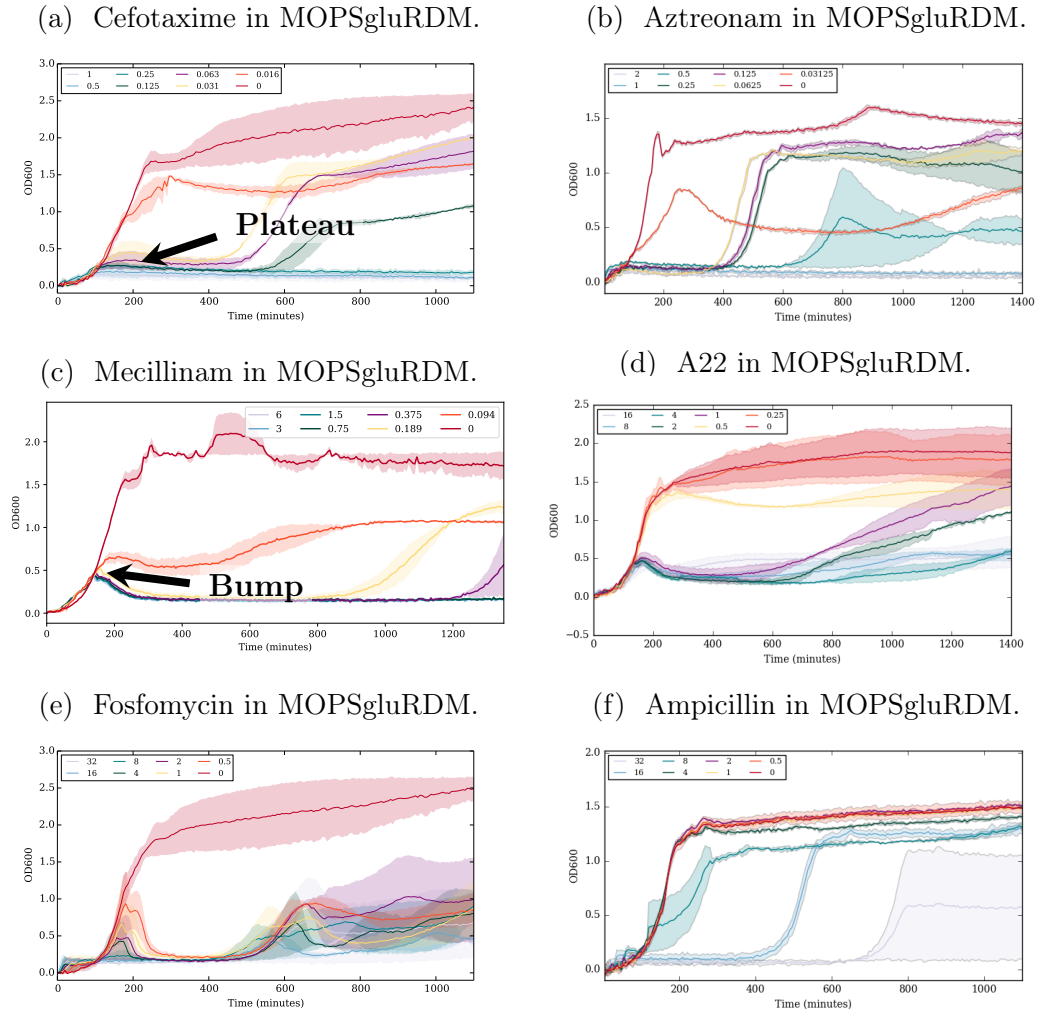 (a) Cefotaxime in MOPSgluRDM.
3.0
2.5
2.0
1.5
1.0
0.5
0.0
OD600
1 0.25 0.063 0.016
0.5 0.125 0.031 0
Plateau
0 200 400 600 800 1000
Time (minutes)
(b) Aztreonam in MOPSgluRDM.
1.5
1.0
0.5
0.0
OD600
2 0.5 0.125 0.03125
1 0.25 0.0625 0
200 400 600 800 1000 1200 1400
Time (minutes)
(c) Mecillinam in MOPSgluRDM.
2.0
1.5
1.0
0.5
0.0
OD600
6 1.5 0.375 0.094
3 0.75 0.189 0
Bump
0 200 400 600 800 1000 1200
Time (minutes)
(d) A22 in MOPSgluRDM.
2.5
2.0
1.5
1.0
0.5
0.0
−0.5
OD600
16 4 1 0.25
8 2 0.5 0
0 200 400 600 800 1000 1200 1400
Time (minutes)
(e) Fosfomycin in MOPSgluRDM.
3.0
2.5
2.0
1.5
1.0
0.5
0.0
OD600
32 8 2 0.5
16 4 1 0
0 200 400 600 800 1000
Time (minutes)
(f) Ampicillin in MOPSgluRDM.
2.0
1.5
1.0
0.5
0.0
OD600
32 8 2 0.5
16 4 1 0
200 400 600 800 1000
Time (minutes)